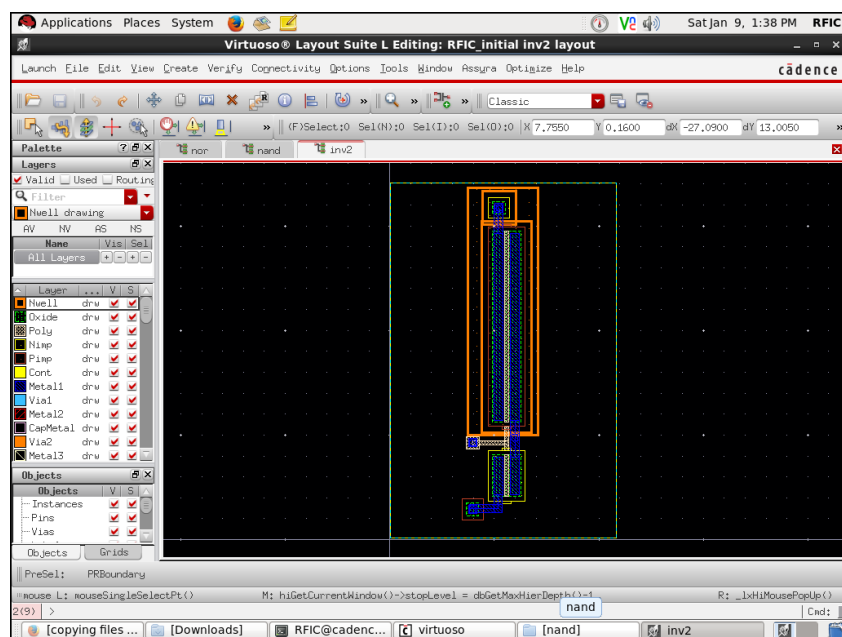 Applications Places System Sat Jan 9, 1:38 PM RFIC
Virtuoso® Layout Suite L Editing: RFIC_initial inv2 layout
Launch File Edit View Create Verify Connectivity Options Tools Window Assura Optimize Help cādence
» » » Classic
» (F)Select:0 Sel(N):0 Sel(I):0 Sel(O):0 X 7.7550 Y 0.1600 dX -27.0900 dY 13.0050 »
Palette nor nand inv2
Layers
Valid Used Routing
Filter
Nwell drawing
AV NV AS NS
Name Vis Sel
All Layers + - + -
Layer ... V S
Nwell drw
Oxide drw
Poly drw
Nimp drw
Pimp drw
Cont drw
Metal1 drw
Via1 drw
Metal2 drw
CapMetal drw
Via2 drw
Metal3 drw
Objects
Objects V S
Instances
Pins
Vias
Objects Grids
PreSel: PRBoundary
mouse L: mouseSingleSelectPt() M: hiGetCurrentWindow()->stopLevel = dbGetMaxHierDepth()-1 R: _lxHiMousePopUp()
2(9) > Cmd:
nand
[copying files ... [Downloads] RFIC@cadenc... virtuoso [nand] inv2